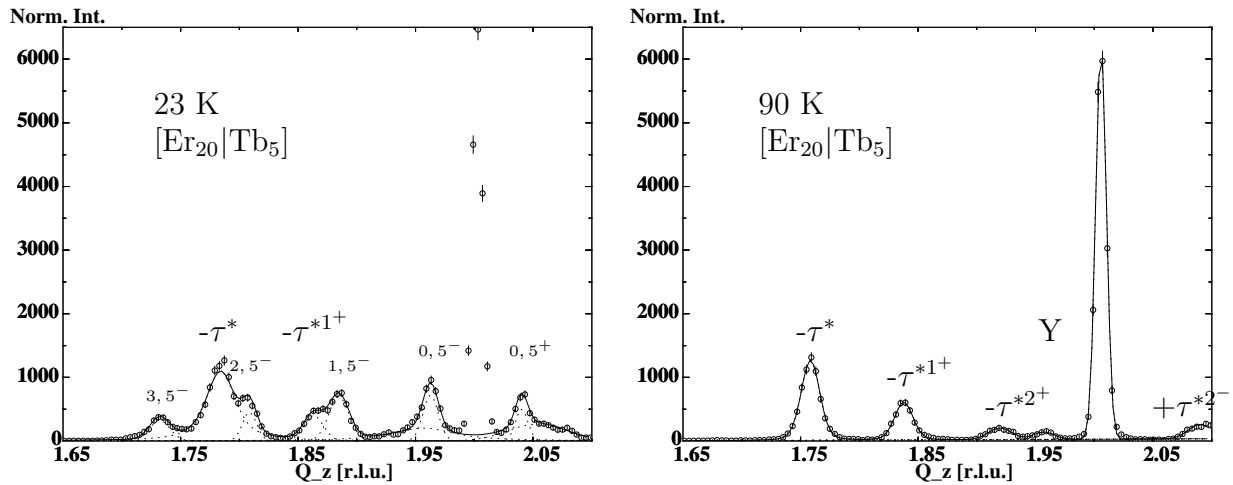 Norm. Int.
6000
5000
4000
3000
2000
1000
0
23 K
[Er₂₀|Tb₅]
-τ*
-τ*¹⁺
3, 5⁻
2, 5⁻
1, 5⁻
0, 5⁻
0, 5⁺
1.65 1.75 1.85 1.95 2.05
Q_z [r.l.u.]
Norm. Int.
6000
5000
4000
3000
2000
1000
0
90 K
[Er₂₀|Tb₅]
-τ*
-τ*¹⁺
-τ*²⁺
Y
+τ*²⁻
1.65 1.75 1.85 1.95 2.05
Q_z [r.l.u.]